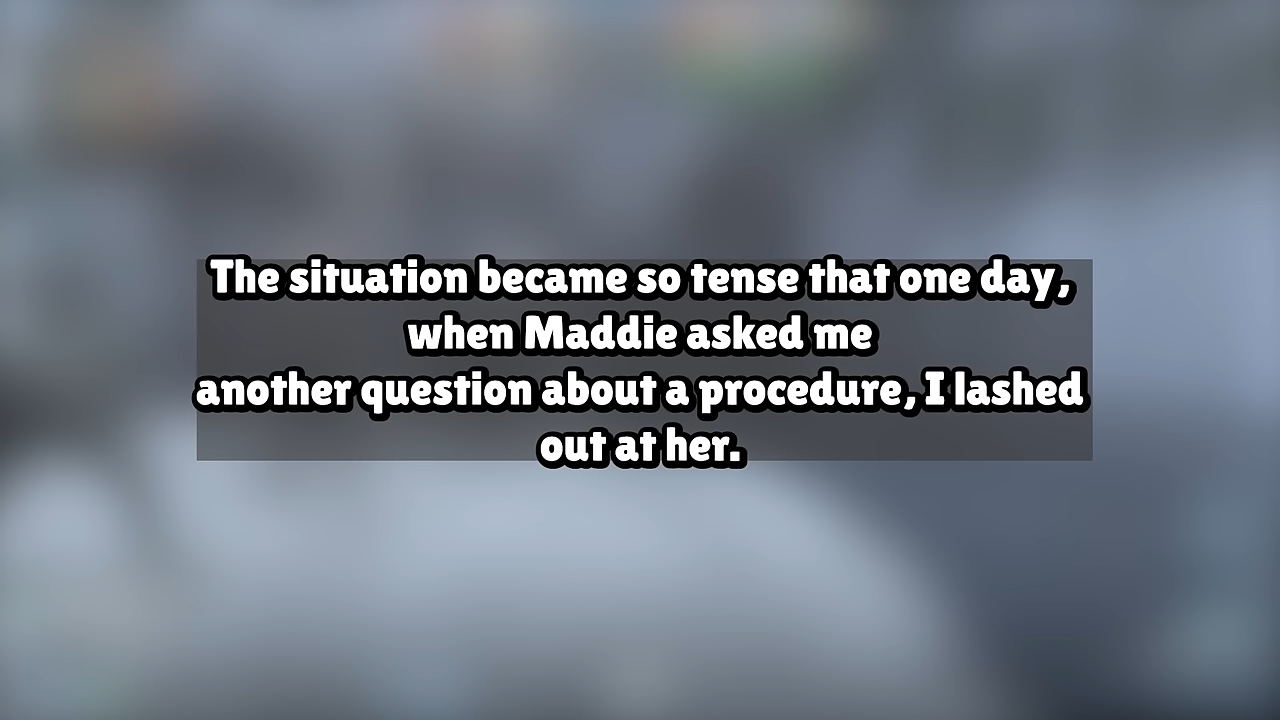 The situation became so tense that one day,
when Maddie asked me
another question about a procedure, I lashed
out at her.